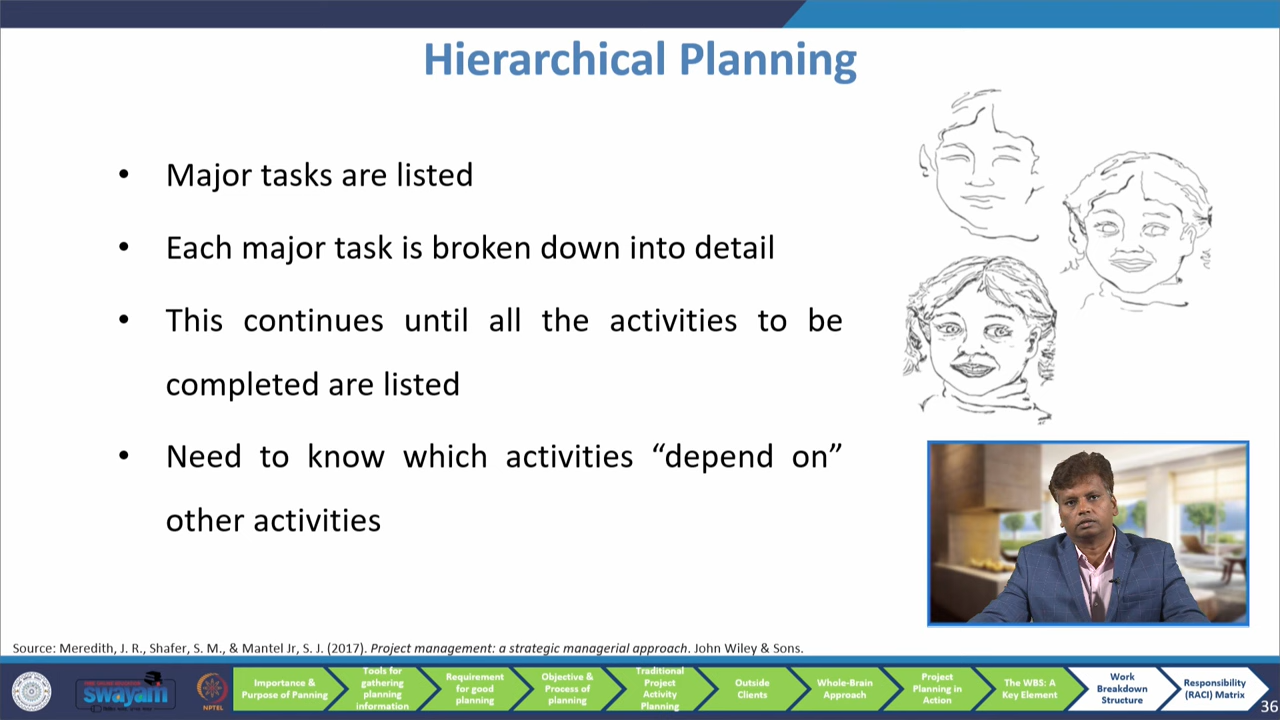 Hierarchical Planning
• Major tasks are listed
• Each major task is broken down into detail
• This continues until all the activities to be
completed are listed
• Need to know which activities “depend on”
other activities
Source: Meredith, J. R., Shafer, S. M., & Mantel Jr, S. J. (2017). Project management: a strategic managerial approach. John Wiley & Sons.
swayam
NPTEL
Importance &
Purpose of Panning
Tools for
gathering
planning
information
Requirement
for good
planning
Objective &
Process of
planning
Traditional
Project
Activity
Planning
Outside
Clients
Whole-Brain
Approach
Project
Planning in
Action
The WBS: A
Key Element
Work
Breakdown
Structure
Responsibility
(RACI) Matrix
36